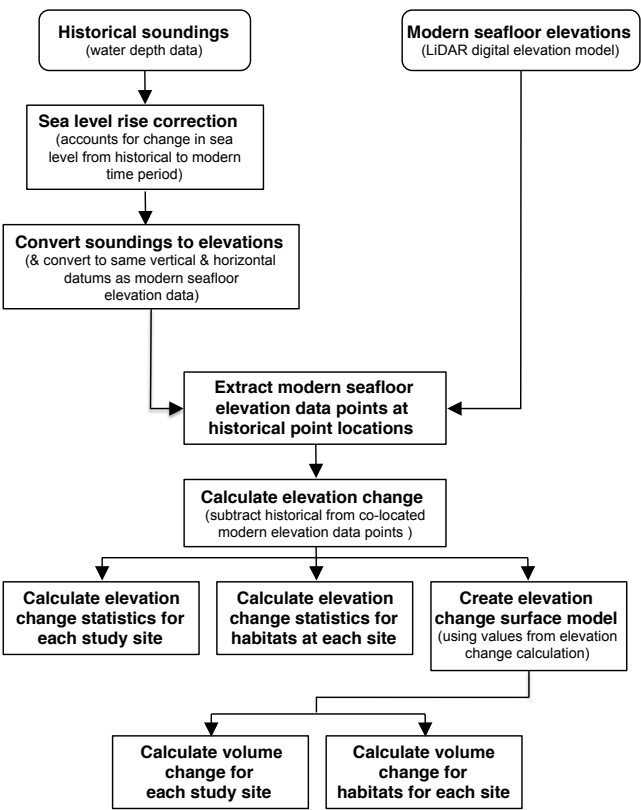 Historical soundings
(water depth data)
Modern seafloor elevations
(LiDAR digital elevation model)
Sea level rise correction
(accounts for change in sea
level from historical to modern
time period)
Convert soundings to elevations
(& convert to same vertical & horizontal
datums as modern seafloor
elevation data)
Extract modern seafloor
elevation data points at
historical point locations
Calculate elevation change
(subtract historical from co-located
modern elevation data points )
Calculate elevation
change statistics for
each study site
Calculate elevation
change statistics for
habitats at each site
Create elevation
change surface model
(using values from elevation
change calculation)
Calculate volume
change for
each study site
Calculate volume
change for
habitats for each site